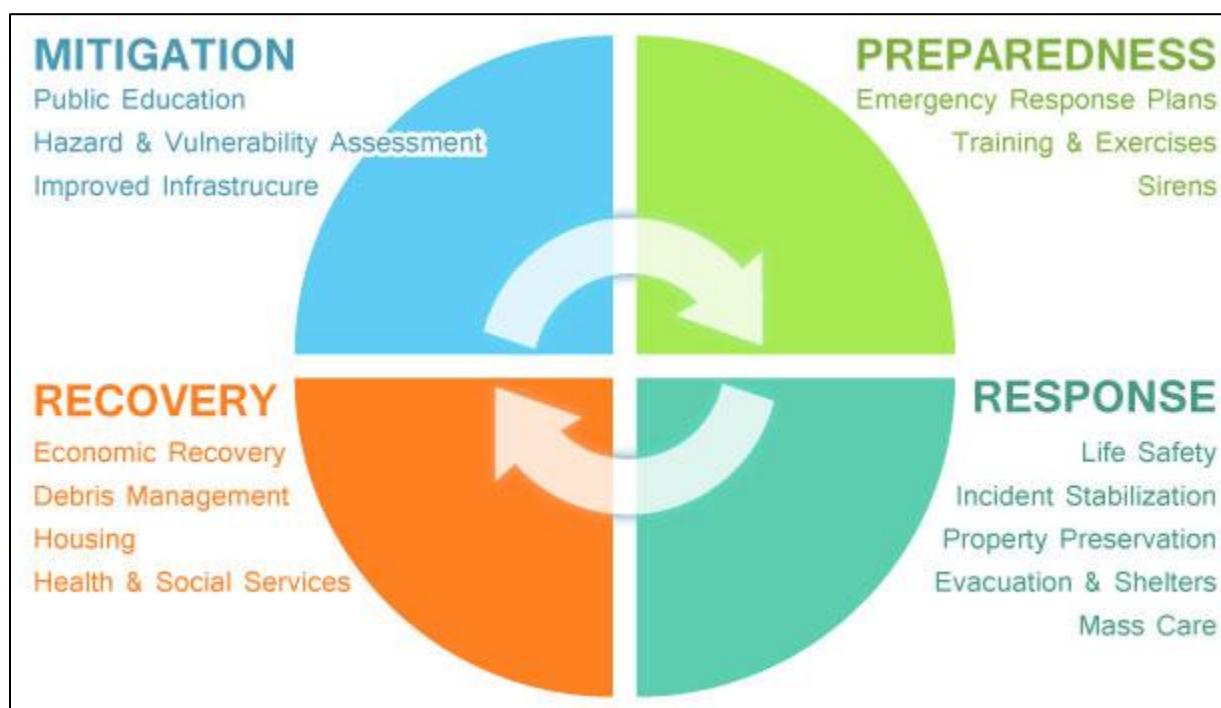 MITIGATION
Public Education
Hazard & Vulnerability Assessment
Improved Infrastrucure
PREPAREDNESS
Emergency Response Plans
Training & Exercises
Sirens
RECOVERY
Economic Recovery
Debris Management
Housing
Health & Social Services
RESPONSE
Life Safety
Incident Stabilization
Property Preservation
Evacuation & Shelters
Mass Care